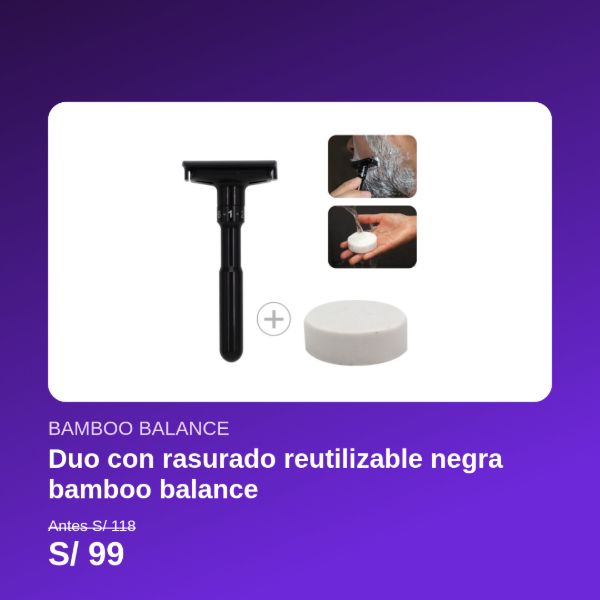 BAMBOO BALANCE
Duo con rasurado reutilizable negra
bamboo balance
Antes S/ 118
S/ 99